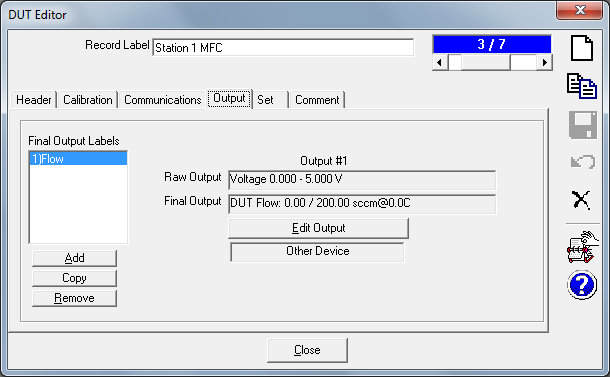 DUT Editor
Record Label Station 1 MFC
3 / 7
Header Calibration Communications Output Set Comment
Final Output Labels
1)Flow
Output #1
Raw Output Voltage 0.000 - 5.000 V
Final Output DUT Flow: 0.00 / 200.00 sccm@0.0C
Edit Output
Other Device
Add
Copy
Remove
Close